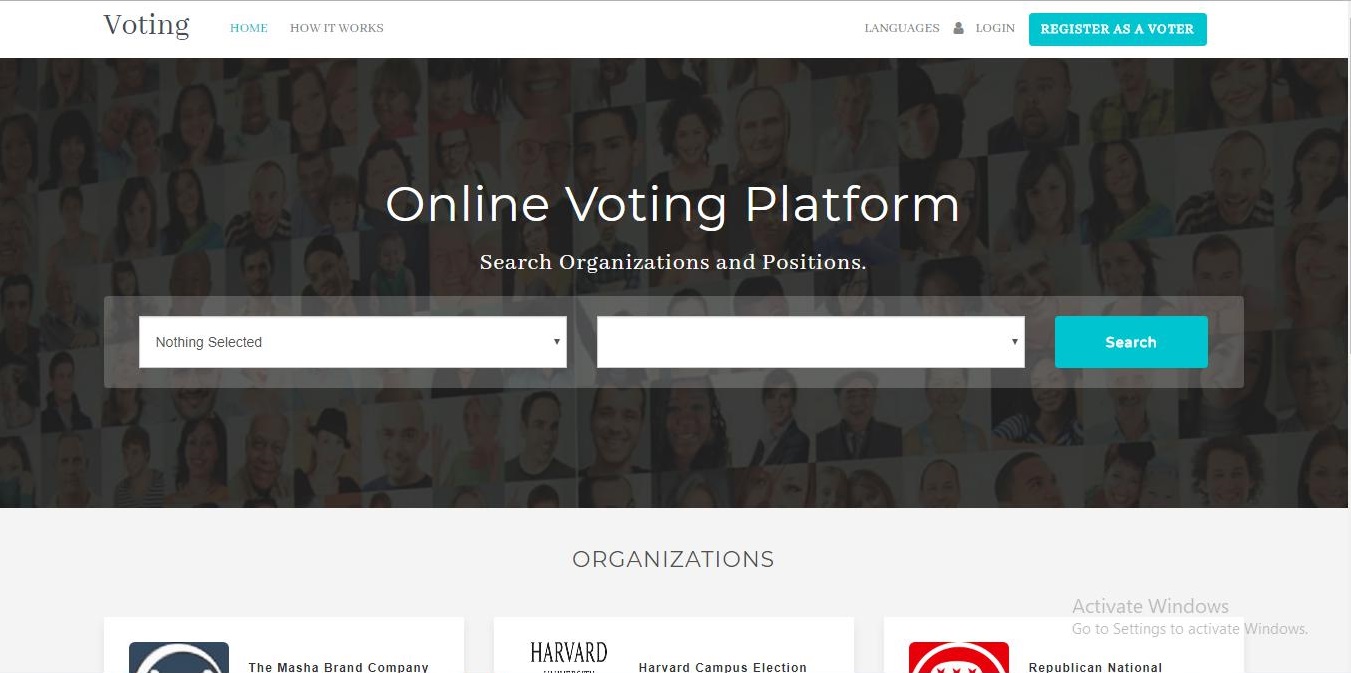 Voting
HOME
HOW IT WORKS
LANGUAGES
LOGIN
REGISTER AS A VOTER
Online Voting Platform
Search Organizations and Positions.
Nothing Selected
Search
ORGANIZATIONS
Activate Windows
Go to Settings to activate Windows.
The Masha Brand Company
HARVARD
Harvard Campus Election
Republican National